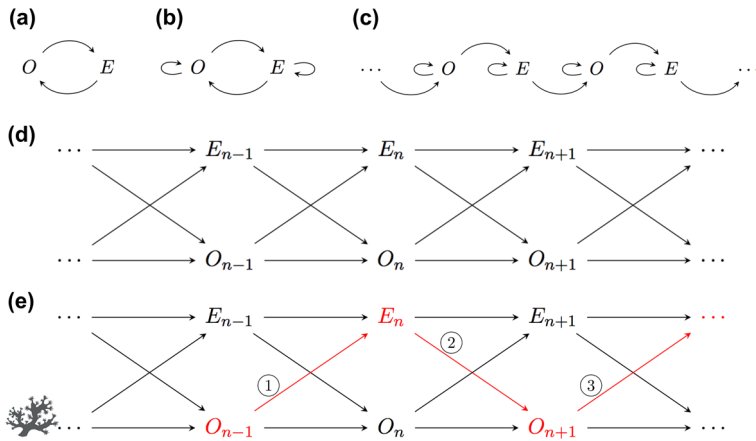 (a) (b) (c)
O E O E ... O E O E ...
(d)
... E_{n-1} E_n E_{n+1} ...
... O_{n-1} O_n O_{n+1} ...
(e)
... E_{n-1} E_n E_{n+1} ...
① ② ③
... O_{n-1} O_n O_{n+1} ...